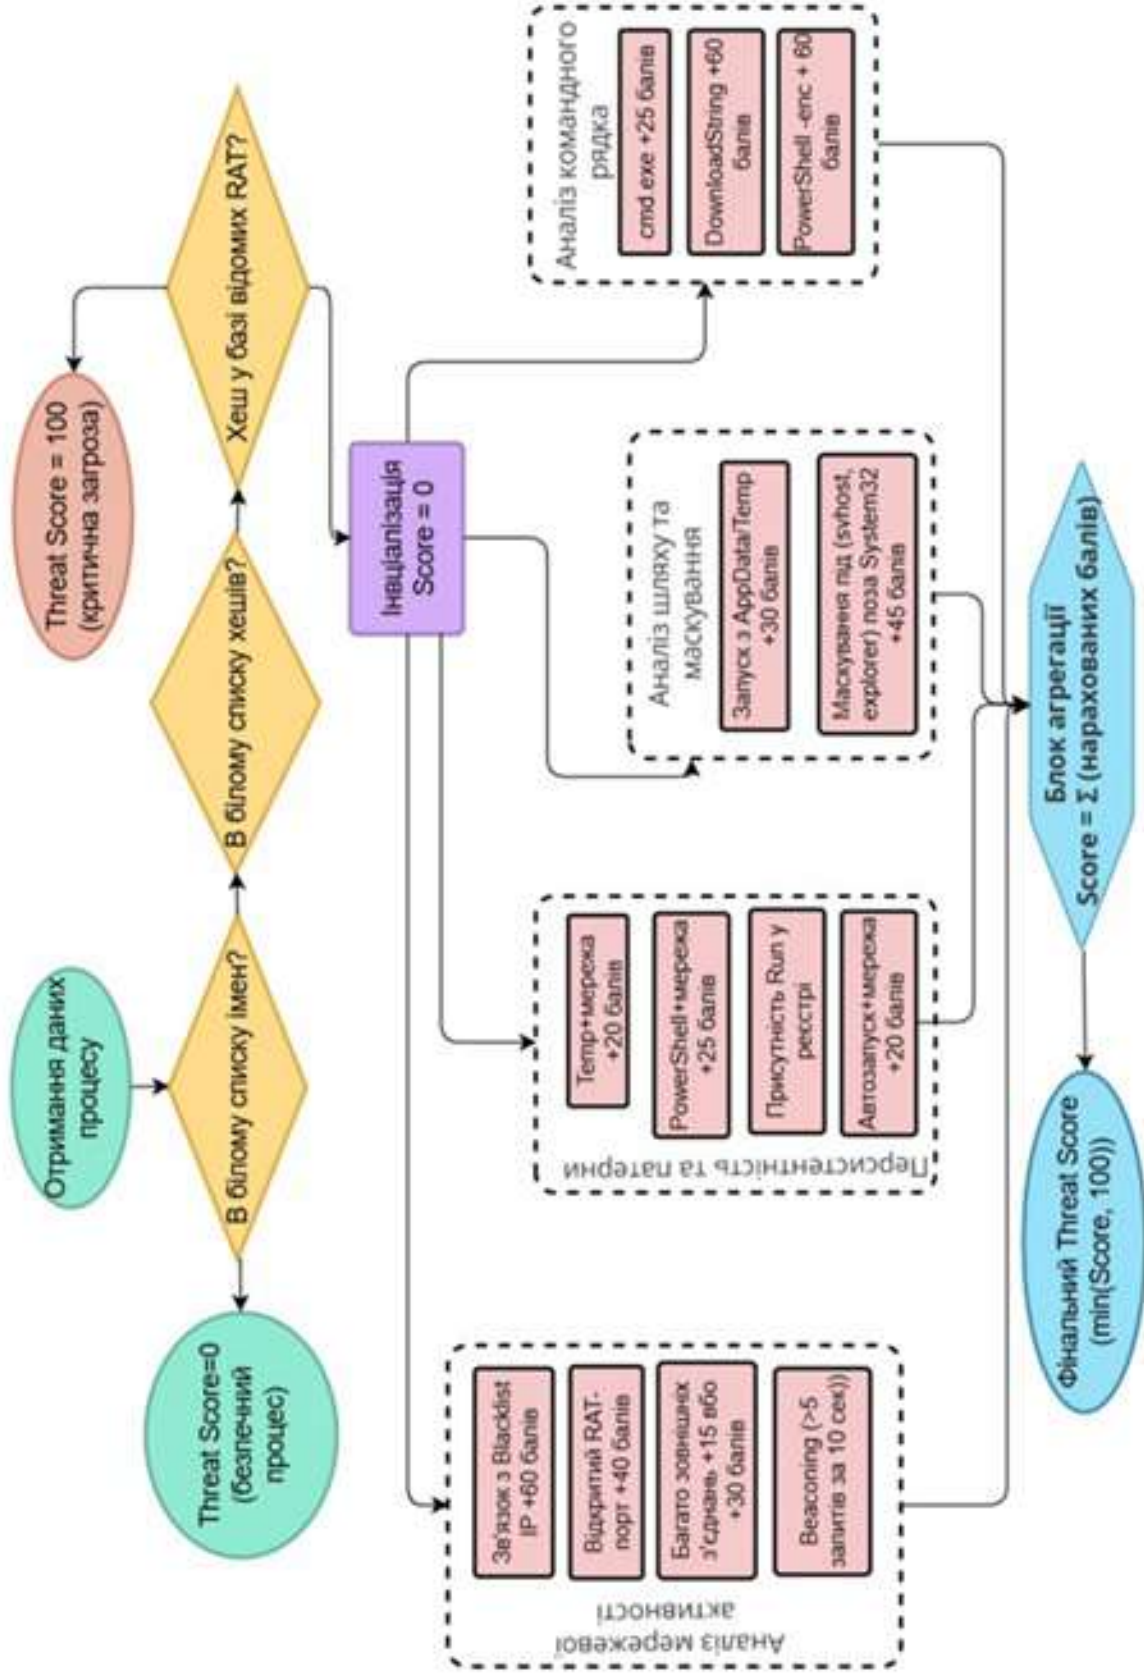 Отримання даних
процесу
В білому списку імен?
Threat Score=0
(безпечний
процес)
В білому списку хешів?
Хеш у базі відомих RAT?
Threat Score = 100
(критична загроза)
Інвціалізація
Score = 0
Аналіз мережевої
активності
Зв'язок з Blacklist
IP +60 балів
Відкритий RAT-
порт +40 балів
Багато зовнішніх
з'єднань +15 вбо
+30 балів
Beaconing (>5
запитів за 10 сек))
Персистентність та патерни
Temp+мережа
+20 балів
PowerShell+мережа
+25 балів
Присутність Run у
реєстрі
Автозапуск+мережа
+20 балів
Аналіз шляху та
маскування
Запуск з AppData/Temp
+30 балів
Маскування під (svhost,
explorer) поза System32
+45 балів
Аналіз командного
рядка
cmd.exe +25 балів
DownloadString +60
балів
PowerShell -enc + 60
балів
Блок агрегації
Score = Σ (нарахованих балів)
Фінальний Threat Score
(min(Score, 100))